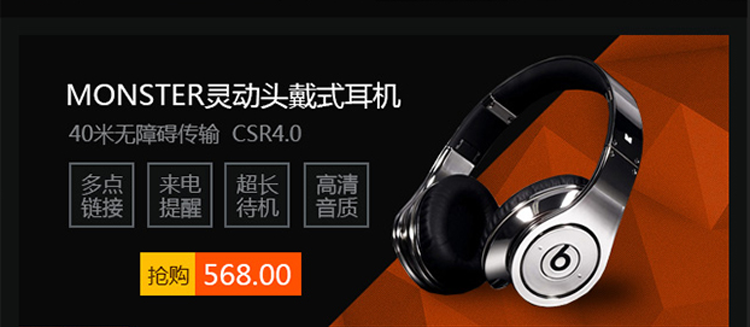 MONSTER灵动头戴式耳机
40米无障碍传输 CSR4.0
多点
链接
来电
提醒
超长
待机
高清
音质
抢购 568.00